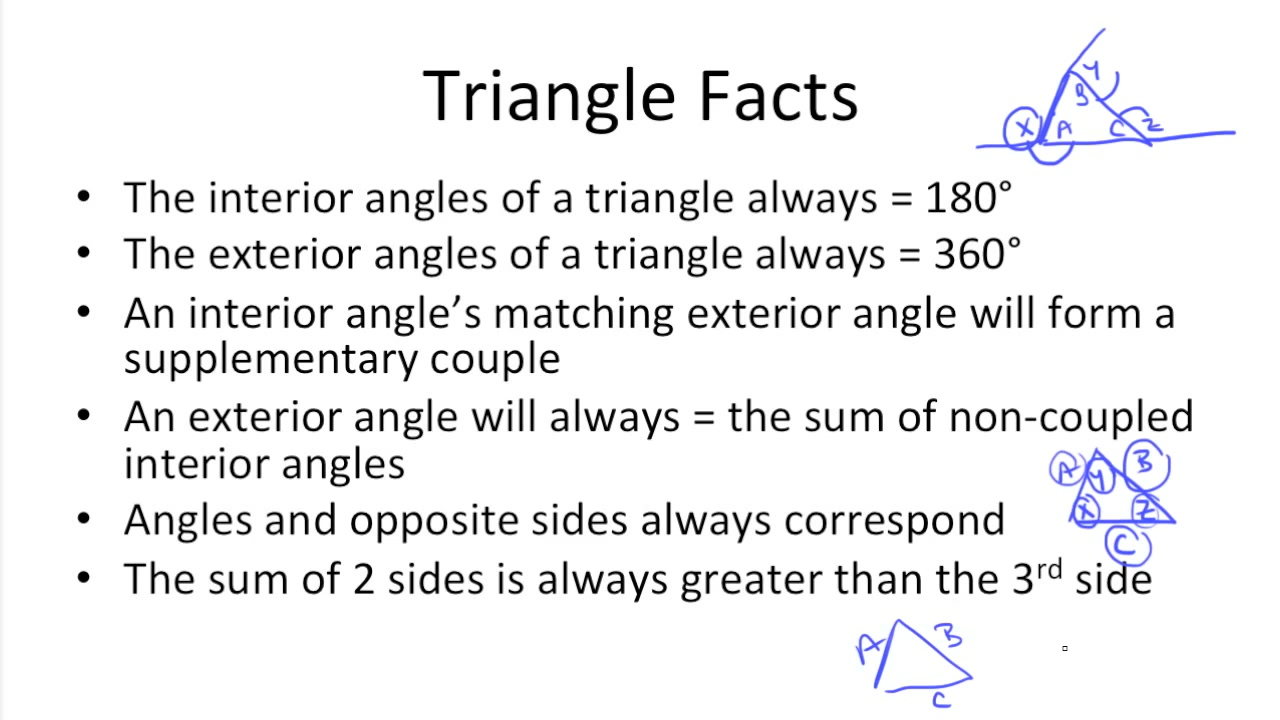 Triangle Facts
Y
B
X A C Z
• The interior angles of a triangle always = 180°
• The exterior angles of a triangle always = 360°
• An interior angle’s matching exterior angle will form a
supplementary couple
• An exterior angle will always = the sum of non-coupled
interior angles
A Y B
X Z
C
• Angles and opposite sides always correspond
• The sum of 2 sides is always greater than the 3rd side
A B
C